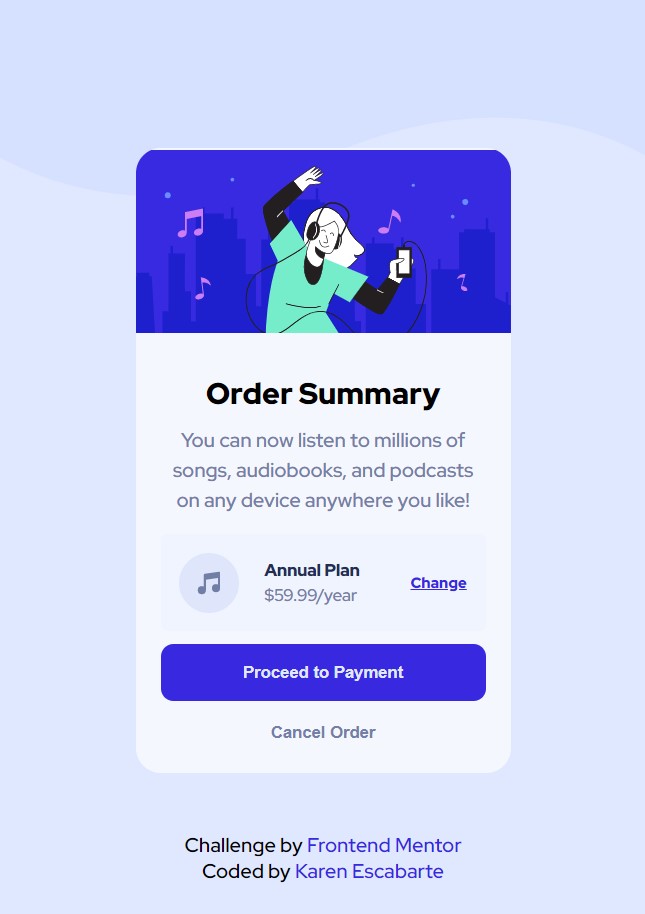 Order Summary
You can now listen to millions of
songs, audiobooks, and podcasts
on any device anywhere you like!
Annual Plan
$59.99/year
Change
Proceed to Payment
Cancel Order
Challenge by Frontend Mentor
Coded by Karen Escabarte